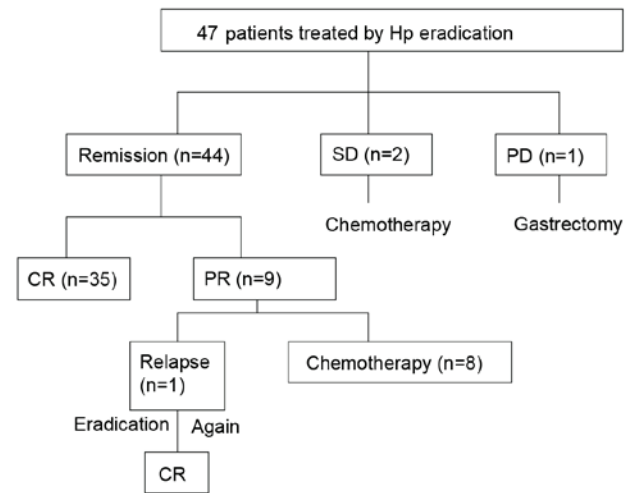 47 patients treated by Hp eradication
Remission (n=44)
SD (n=2)
PD (n=1)
Chemotherapy
Gastrectomy
CR (n=35)
PR (n=9)
Relapse
(n=1)
Chemotherapy (n=8)
Eradication Again
CR